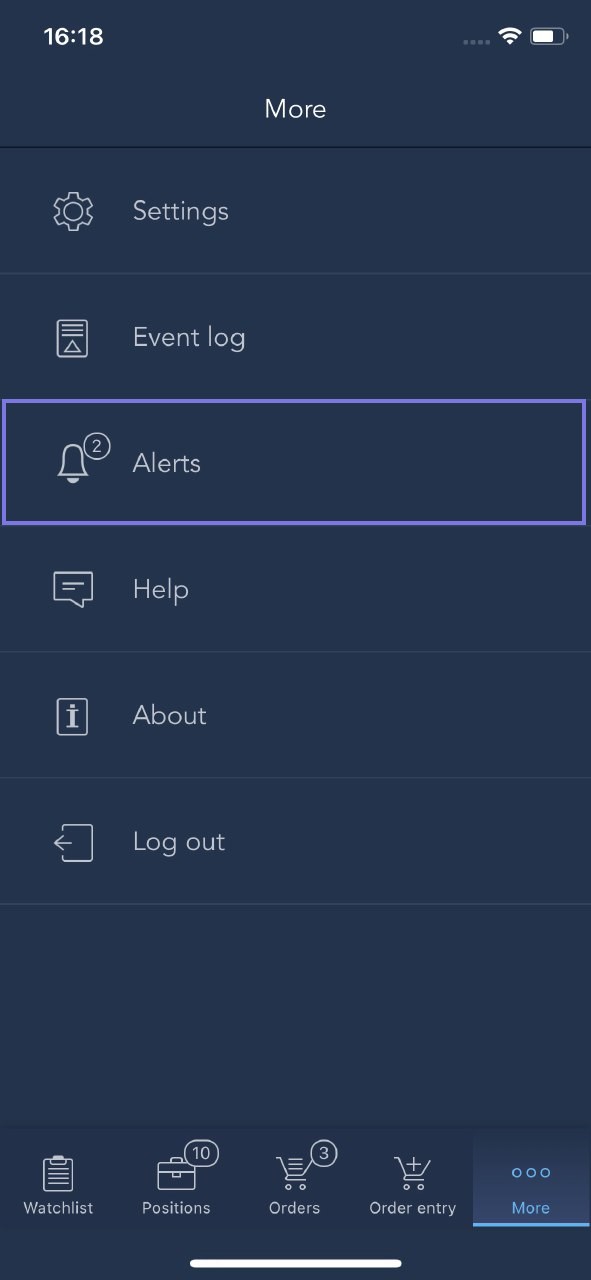 16:18
More
Settings
Event log
2
Alerts
Help
About
Log out
10
3
Watchlist
Positions
Orders
Order entry
More